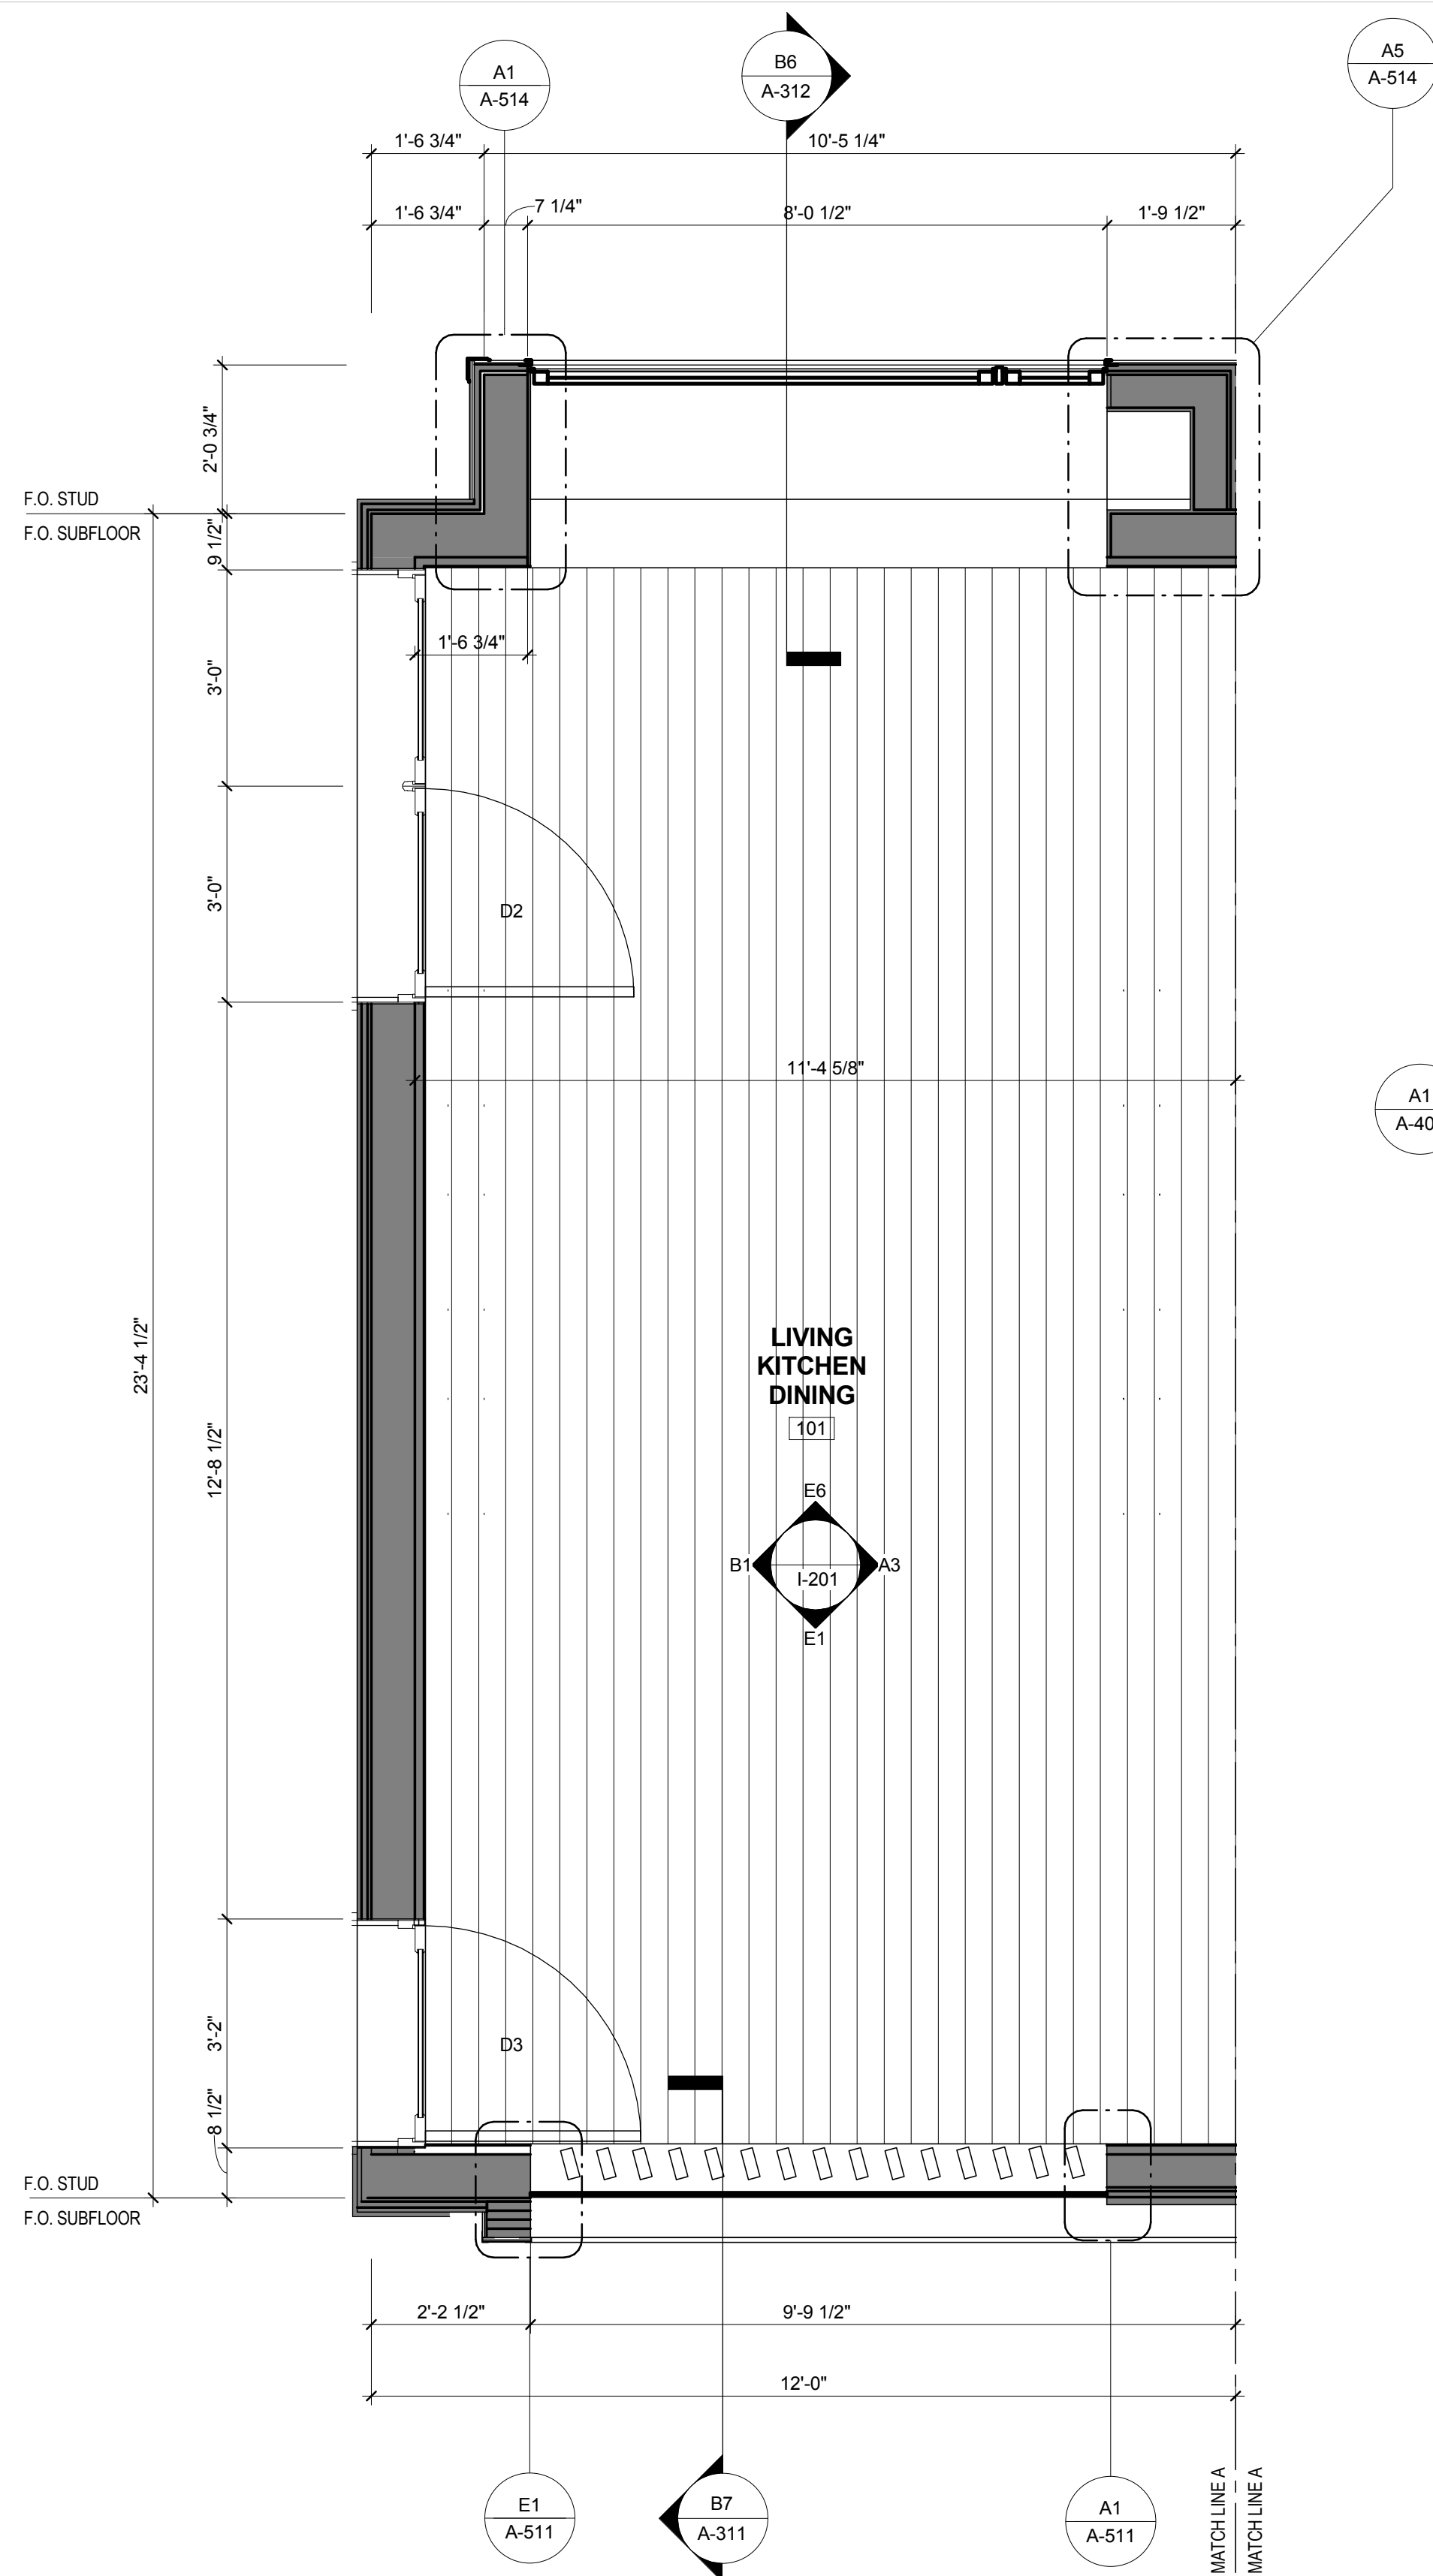 A1
A-514
B6
A-312
A5
A-514
1'-6 3/4"
10'-5 1/4"
1'-6 3/4"
7 1/4"
8'-0 1/2"
1'-9 1/2"
2'-0 3/4"
F.O. STUD
F.O. SUBFLOOR
9 1/2"
1'-6 3/4"
3'-0"
3'-0"
D2
11'-4 5/8"
A1
A-40
LIVING
KITCHEN
DINING
101
23'-4 1/2"
12'-8 1/2"
E6
B1
I-201
A3
E1
3'-2"
D3
8 1/2"
F.O. STUD
F.O. SUBFLOOR
2'-2 1/2"
9'-9 1/2"
12'-0"
E1
A-511
B7
A-311
A1
A-511
MATCH LINE A
MATCH LINE A